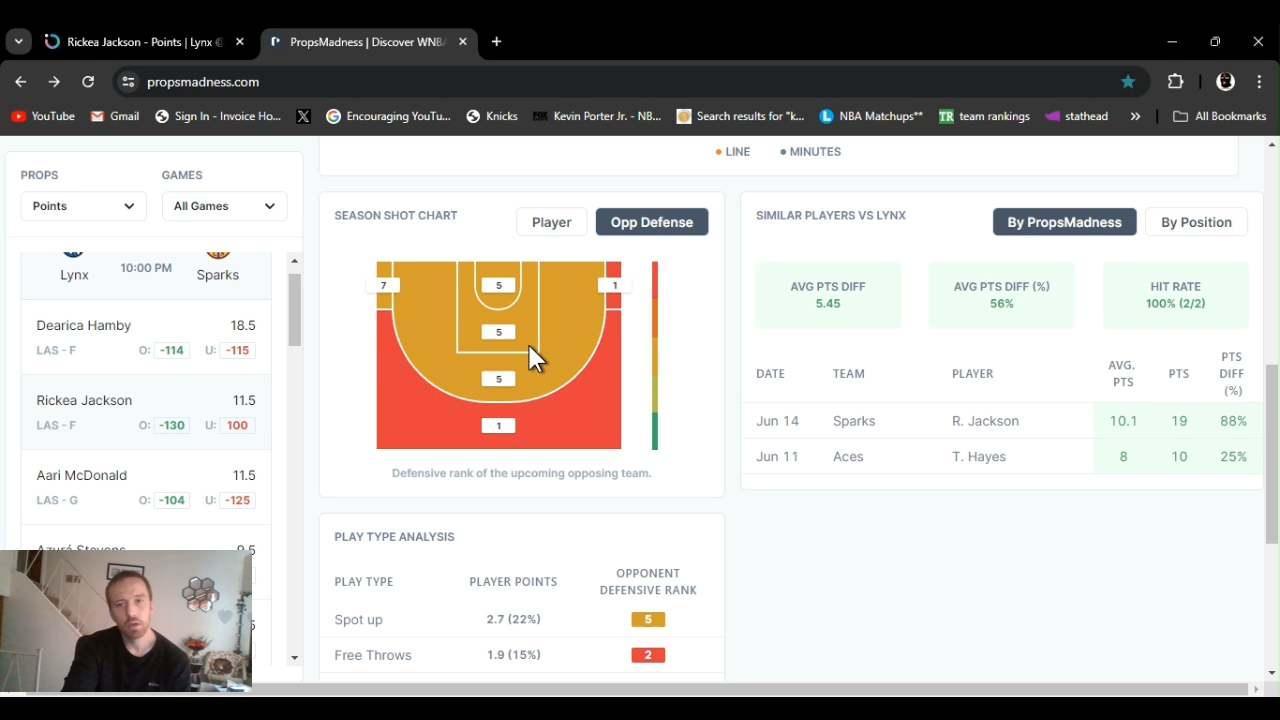 Rickea Jackson - Points | Lynx @
PropsMadness | Discover WNBA
propsmadness.com
YouTube
Gmail
Sign In - Invoice Ho...
Encouraging YouTu...
Knicks
FOX
Kevin Porter Jr. - NB...
Search results for "k...
NBA Matchups**
TR
team rankings
stathead
All Bookmarks
PROPS
GAMES
Points
All Games
Lynx
10:00 PM
Sparks
Dearica Hamby
18.5
LAS - F
O: -114
U: -115
Rickea Jackson
11.5
LAS - F
O: -130
U: 100
Aari McDonald
11.5
LAS - G
O: -104
U: -125
Azurá Stevens
9.5
LINE
MINUTES
SEASON SHOT CHART
Player
Opp Defense
7
5
1
5
5
1
Defensive rank of the upcoming opposing team.
PLAY TYPE ANALYSIS
PLAY TYPE
PLAYER POINTS
OPPONENT
DEFENSIVE RANK
Spot up
2.7 (22%)
5
Free Throws
1.9 (15%)
2
SIMILAR PLAYERS VS LYNX
By PropsMadness
By Position
AVG PTS DIFF
5.45
AVG PTS DIFF (%)
56%
HIT RATE
100% (2/2)
DATE
TEAM
PLAYER
AVG.
PTS
PTS
PTS
DIFF
(%)
Jun 14
Sparks
R. Jackson
10.1
19
88%
Jun 11
Aces
T. Hayes
8
10
25%